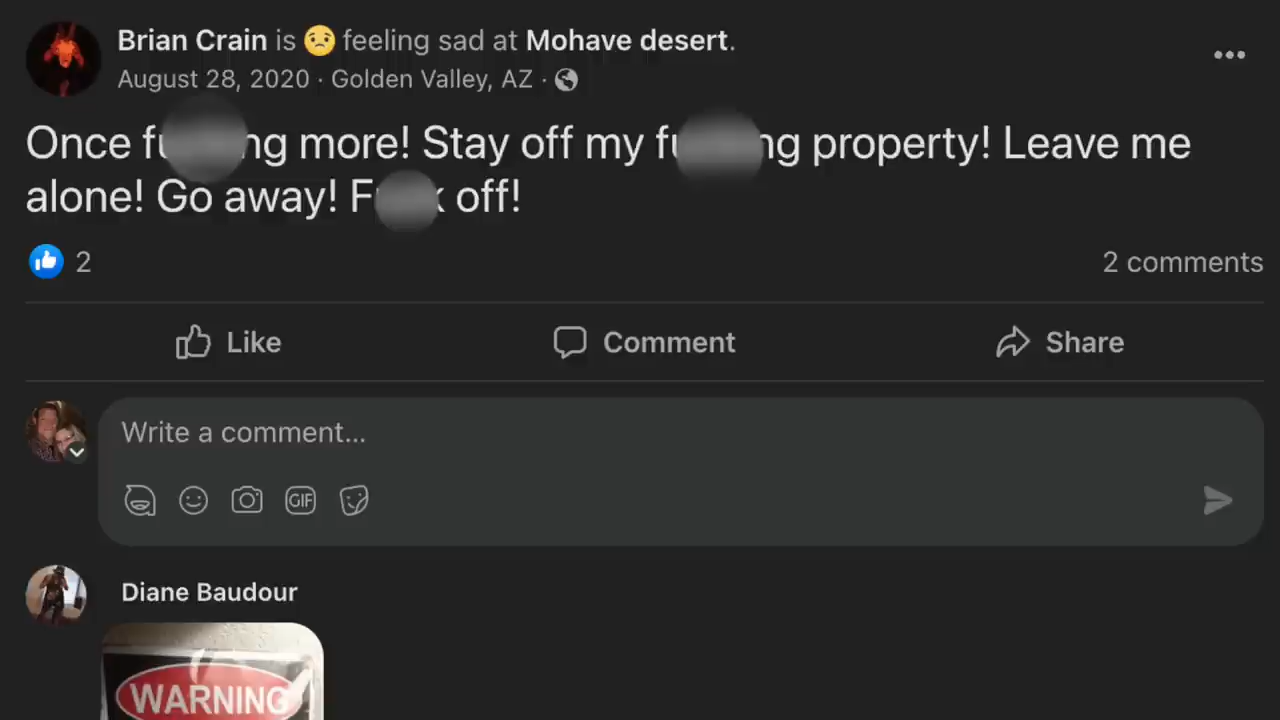 Brian Crain is 😟 feeling sad at Mohave desert.
August 28, 2020 · Golden Valley, AZ ·
Once more! Stay off my property! Leave me
alone! Go away! off!
2
2 comments
Like
Comment
Share
Write a comment...
GIF
Diane Baudour
WARNING